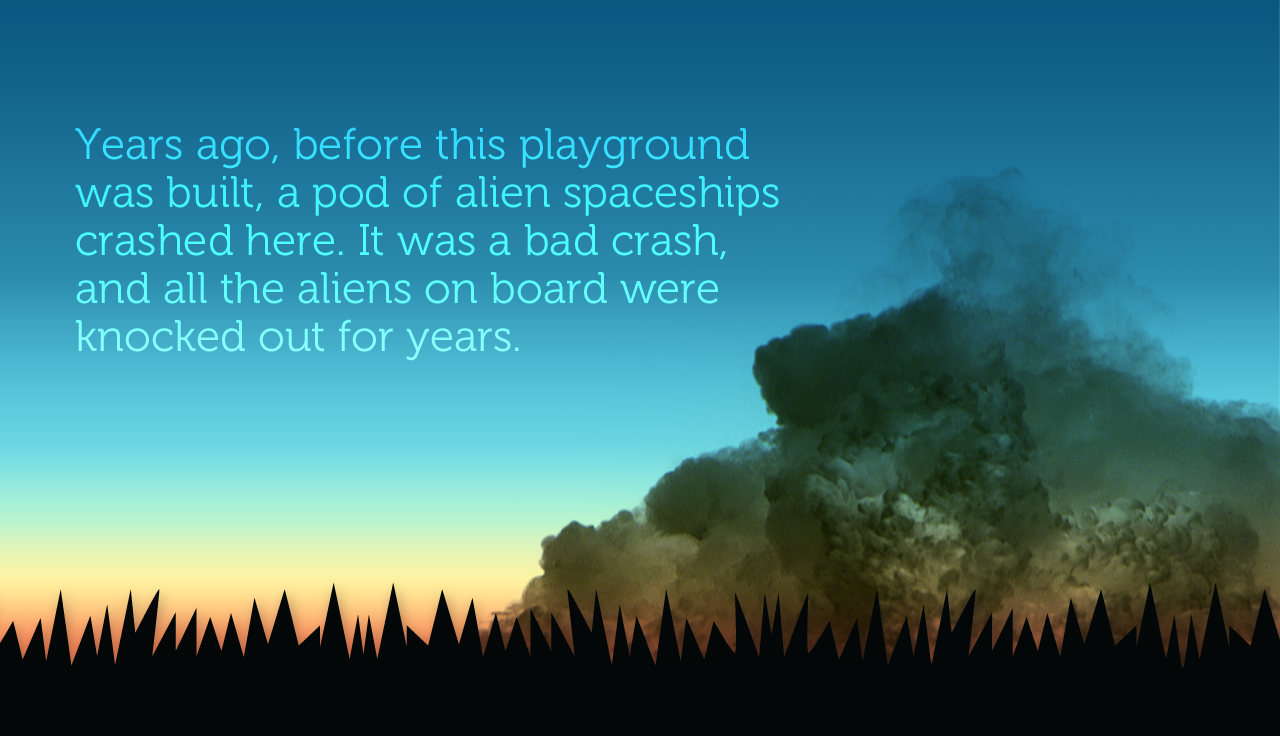 Years ago, before this playground
was built, a pod of alien spaceships
crashed here. It was a bad crash,
and all the aliens on board were
knocked out for years.